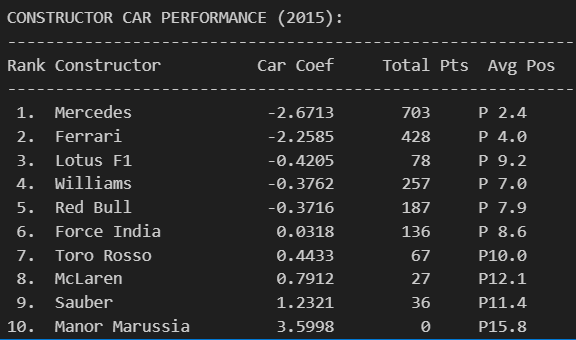 CONSTRUCTOR CAR PERFORMANCE (2015):
------------------------------------------------------------
Rank Constructor          Car Coef     Total Pts  Avg Pos
------------------------------------------------------------
 1.  Mercedes              -2.6713       703     P 2.4
 2.  Ferrari               -2.2585       428     P 4.0
 3.  Lotus F1              -0.4205        78     P 9.2
 4.  Williams              -0.3762       257     P 7.0
 5.  Red Bull              -0.3716       187     P 7.9
 6.  Force India            0.0318       136     P 8.6
 7.  Toro Rosso             0.4433        67     P10.0
 8.  McLaren                0.7912        27     P12.1
 9.  Sauber                 1.2321        36     P11.4
10.  Manor Marussia         3.5998         0     P15.8